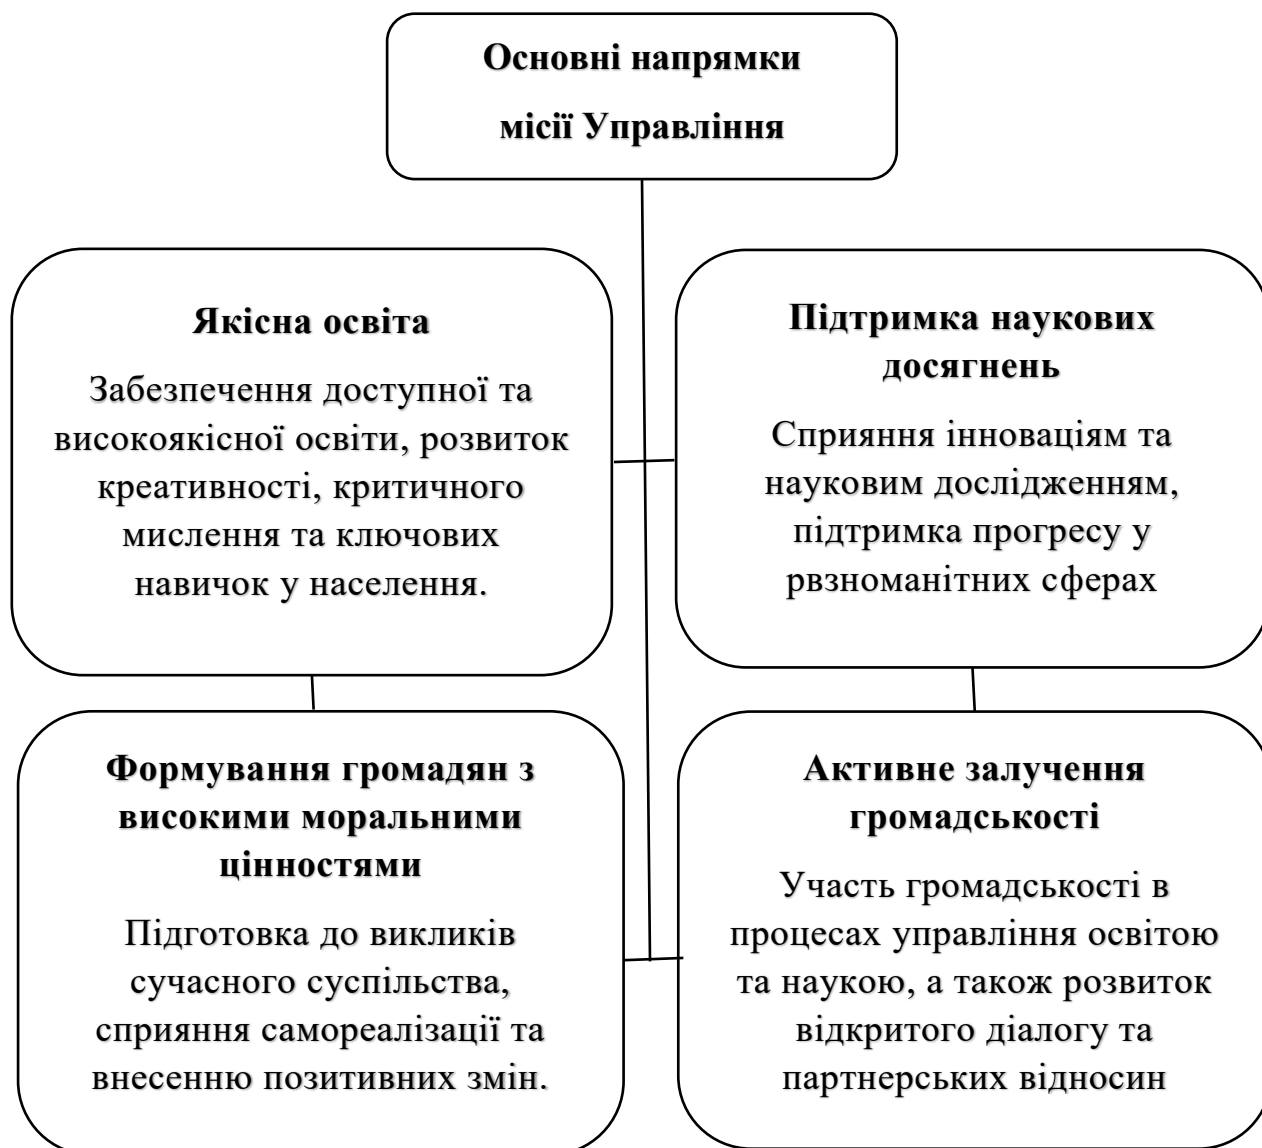 Основні напрямки
місії Управління
Якісна освіта
Забезпечення доступної та
високоякісної освіти, розвиток
креативності, критичного
мислення та ключових
навичок у населення.
Підтримка наукових
досягнень
Сприяння інноваціям та
науковим дослідженням,
підтримка прогресу у
рвзноманітних сферах
Формування громадян з
високими моральними
цінностями
Підготовка до викликів
сучасного суспільства,
сприяння самореалізації та
внесенню позитивних змін.
Активне залучення
громадськості
Участь громадськості в
процесах управління освітою
та наукою, а також розвиток
відкритого діалогу та
партнерських відносин